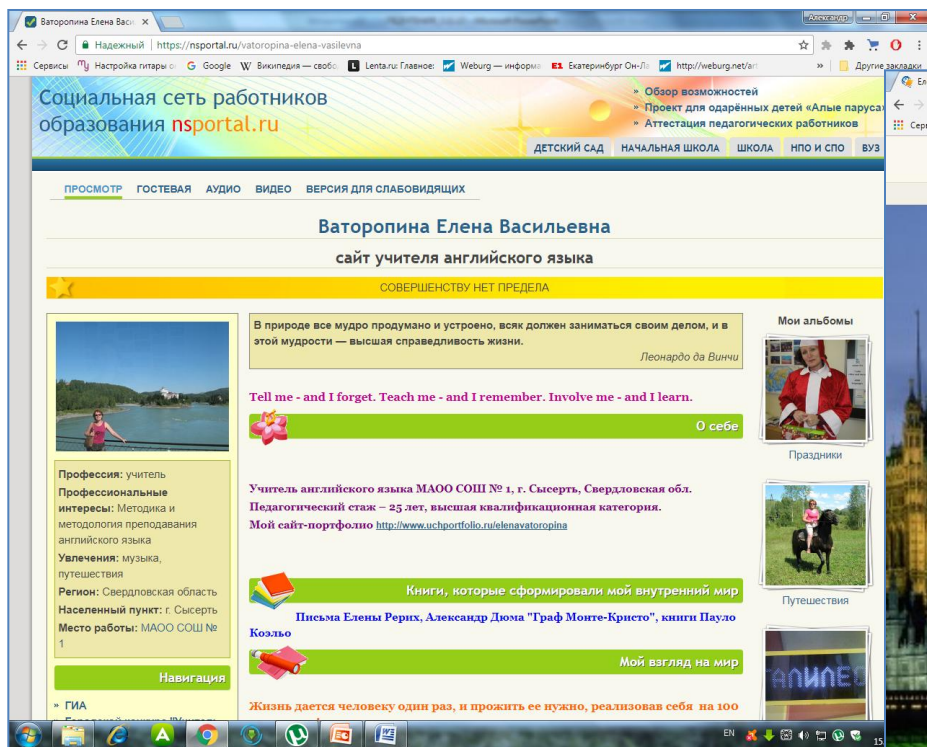 Ваторопина Елена Васи
Александр
Надежный | https://nsportal.ru/vatoropina-elena-vasilevna
Сервисы Настройка гитары Google Википедия — свобо Lenta.ru: Главное: Weburg — информа E1 Екатеринбург Он-Ла http://weburg.net/art » Другие закладки
Социальная сеть работников
образования nsportal.ru
» Обзор возможностей
» Проект для одарённых детей «Алые паруса»
» Аттестация педагогических работников
ДЕТСКИЙ САД НАЧАЛЬНАЯ ШКОЛА ШКОЛА НПО И СПО ВУЗ
ПРОСМОТР ГОСТЕВАЯ АУДИО ВИДЕО ВЕРСИЯ ДЛЯ СЛАБОВИДЯЩИХ
Ваторопина Елена Васильевна
сайт учителя английского языка
СОВЕРШЕНСТВУ НЕТ ПРЕДЕЛА
Профессия: учитель
Профессиональные
интересы: Методика и
методология преподавания
английского языка
Увлечения: музыка,
путешествия
Регион: Свердловская область
Населенный пункт: г. Сысерть
Место работы: МАОО СОШ №
1
Навигация
» ГИА
В природе все мудро продумано и устроено, всяк должен заниматься своим делом, и в
этой мудрости — высшая справедливость жизни.
Леонардо да Винчи
Tell me - and I forget. Teach me - and I remember. Involve me - and I learn.
О себе
Учитель английского языка МАОО СОШ № 1, г. Сысерть, Свердловская обл.
Педагогический стаж – 25 лет, высшая квалификационная категория.
Мой сайт-портфолио http://www.uchportfolio.ru/elenavatoropina
Книги, которые сформировали мой внутренний мир
Письма Елены Рерих, Александр Дюма "Граф Монте-Кристо", книги Пауло
Коэльо
Мой взгляд на мир
Жизнь дается человеку один раз, и прожить ее нужно, реализовав себя на 100
Мои альбомы
Праздники
Путешествия
Ел
Сер
EN
15